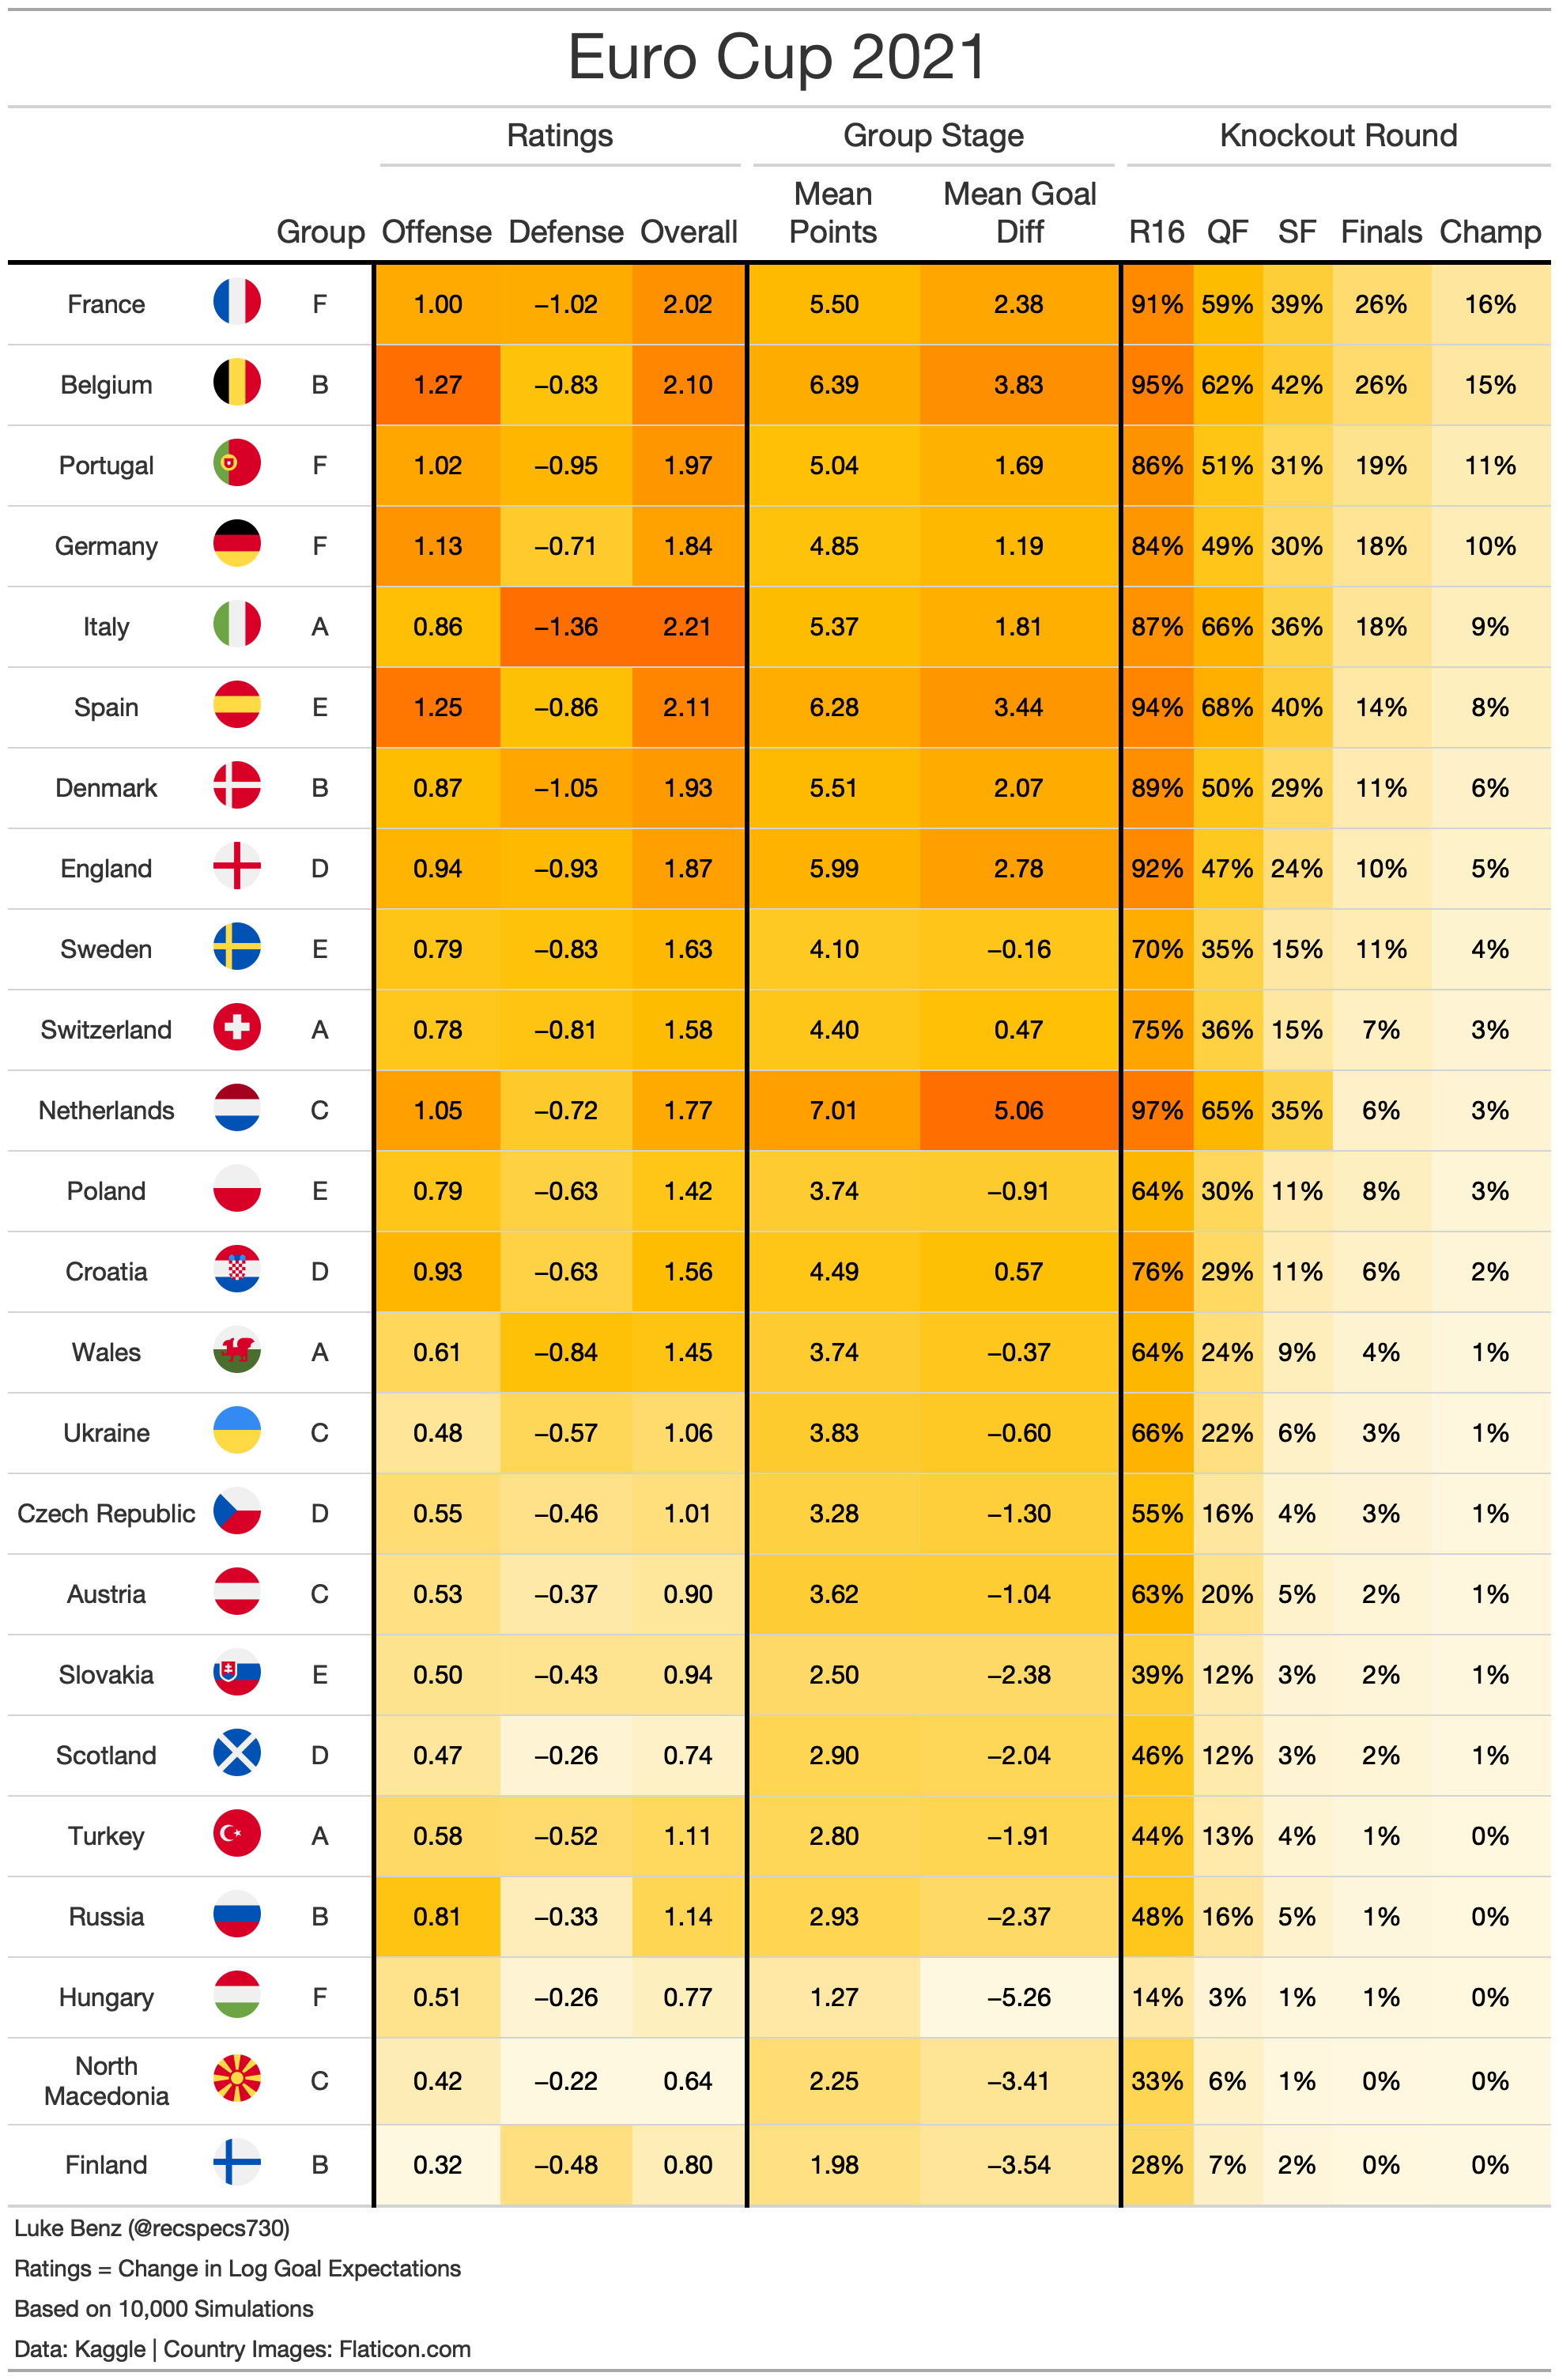 Euro Cup 2021
Ratings Group Stage Knockout Round
Group Offense Defense Overall Mean Points Mean Goal Diff R16 QF SF Finals Champ
France F 1.00 −1.02 2.02 5.50 2.38 91% 59% 39% 26% 16%
Belgium B 1.27 −0.83 2.10 6.39 3.83 95% 62% 42% 26% 15%
Portugal F 1.02 −0.95 1.97 5.04 1.69 86% 51% 31% 19% 11%
Germany F 1.13 −0.71 1.84 4.85 1.19 84% 49% 30% 18% 10%
Italy A 0.86 −1.36 2.21 5.37 1.81 87% 66% 36% 18% 9%
Spain E 1.25 −0.86 2.11 6.28 3.44 94% 68% 40% 14% 8%
Denmark B 0.87 −1.05 1.93 5.51 2.07 89% 50% 29% 11% 6%
England D 0.94 −0.93 1.87 5.99 2.78 92% 47% 24% 10% 5%
Sweden E 0.79 −0.83 1.63 4.10 −0.16 70% 35% 15% 11% 4%
Switzerland A 0.78 −0.81 1.58 4.40 0.47 75% 36% 15% 7% 3%
Netherlands C 1.05 −0.72 1.77 7.01 5.06 97% 65% 35% 6% 3%
Poland E 0.79 −0.63 1.42 3.74 −0.91 64% 30% 11% 8% 3%
Croatia D 0.93 −0.63 1.56 4.49 0.57 76% 29% 11% 6% 2%
Wales A 0.61 −0.84 1.45 3.74 −0.37 64% 24% 9% 4% 1%
Ukraine C 0.48 −0.57 1.06 3.83 −0.60 66% 22% 6% 3% 1%
Czech Republic D 0.55 −0.46 1.01 3.28 −1.30 55% 16% 4% 3% 1%
Austria C 0.53 −0.37 0.90 3.62 −1.04 63% 20% 5% 2% 1%
Slovakia E 0.50 −0.43 0.94 2.50 −2.38 39% 12% 3% 2% 1%
Scotland D 0.47 −0.26 0.74 2.90 −2.04 46% 12% 3% 2% 1%
Turkey A 0.58 −0.52 1.11 2.80 −1.91 44% 13% 4% 1% 0%
Russia B 0.81 −0.33 1.14 2.93 −2.37 48% 16% 5% 1% 0%
Hungary F 0.51 −0.26 0.77 1.27 −5.26 14% 3% 1% 1% 0%
North Macedonia C 0.42 −0.22 0.64 2.25 −3.41 33% 6% 1% 0% 0%
Finland B 0.32 −0.48 0.80 1.98 −3.54 28% 7% 2% 0% 0%
Luke Benz (@recspecs730)
Ratings = Change in Log Goal Expectations
Based on 10,000 Simulations
Data: Kaggle | Country Images: Flaticon.com